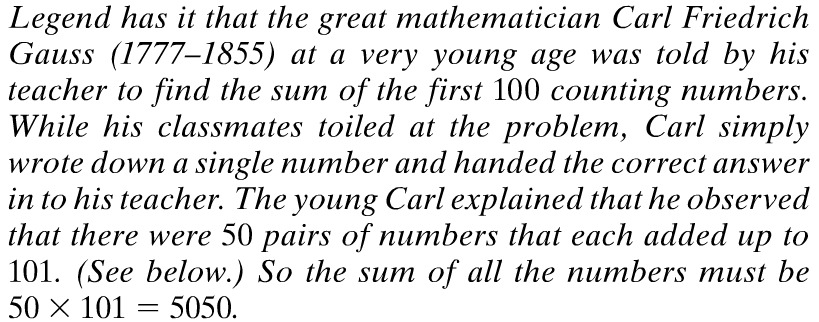 Legend has it that the great mathematician Carl Friedrich
Gauss (1777–1855) at a very young age was told by his
teacher to find the sum of the first 100 counting numbers.
While his classmates toiled at the problem, Carl simply
wrote down a single number and handed the correct answer
in to his teacher. The young Carl explained that he observed
that there were 50 pairs of numbers that each added up to
101. (See below.) So the sum of all the numbers must be
50 × 101 = 5050.